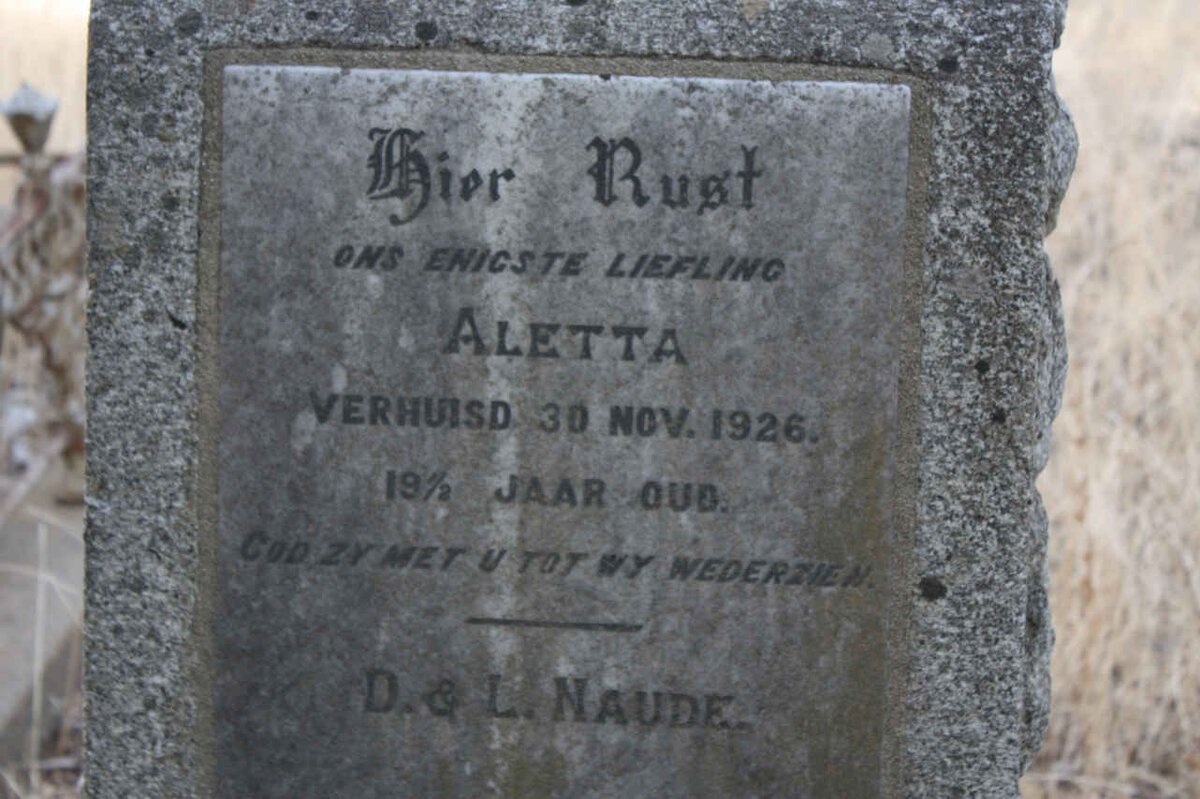 Hier Rust
ONS ENIGSTE LIEFLING
ALETTA
VERHUISD 30 NOV. 1926.
19½ JAAR OUD.
GOD ZY MET U TOT WY WEDERZIEN.
D. & L. NAUDE.